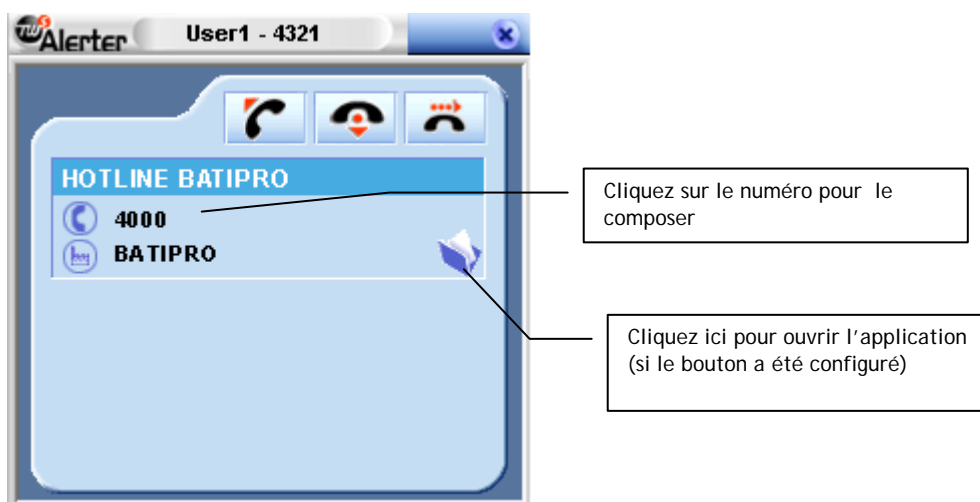 TWS Alerter User1 - 4321
HOTLINE BATIPRO
4000
BATIPRO
Cliquez sur le numéro pour le
composer
Cliquez ici pour ouvrir l'application
(si le bouton a été configuré)